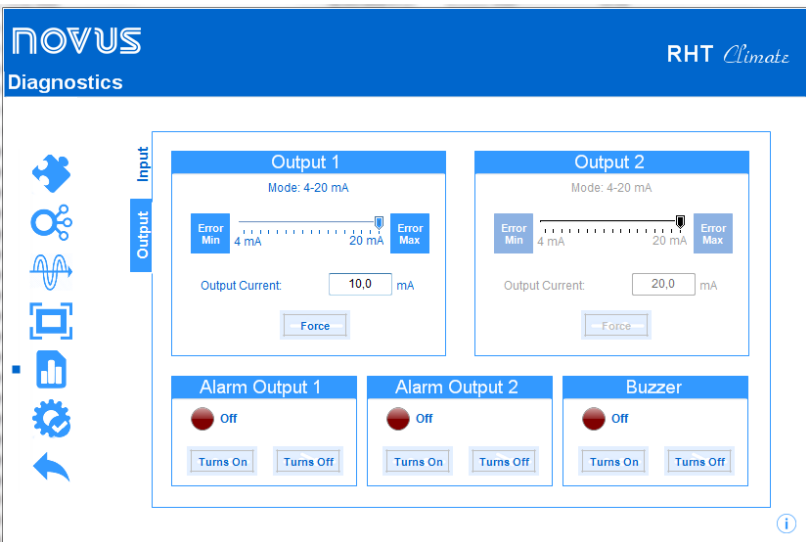 NOVUS
RHT Climate
Diagnostics
Input
Output
Output 1
Mode: 4-20 mA
Error Min
4 mA
20 mA
Error Max
Output Current:
10,0
mA
Force
Output 2
Mode: 4-20 mA
Error Min
4 mA
20 mA
Error Max
Output Current:
20,0
mA
Force
Alarm Output 1
Off
Turns On
Turns Off
Alarm Output 2
Off
Turns On
Turns Off
Buzzer
Off
Turns On
Turns Off
i